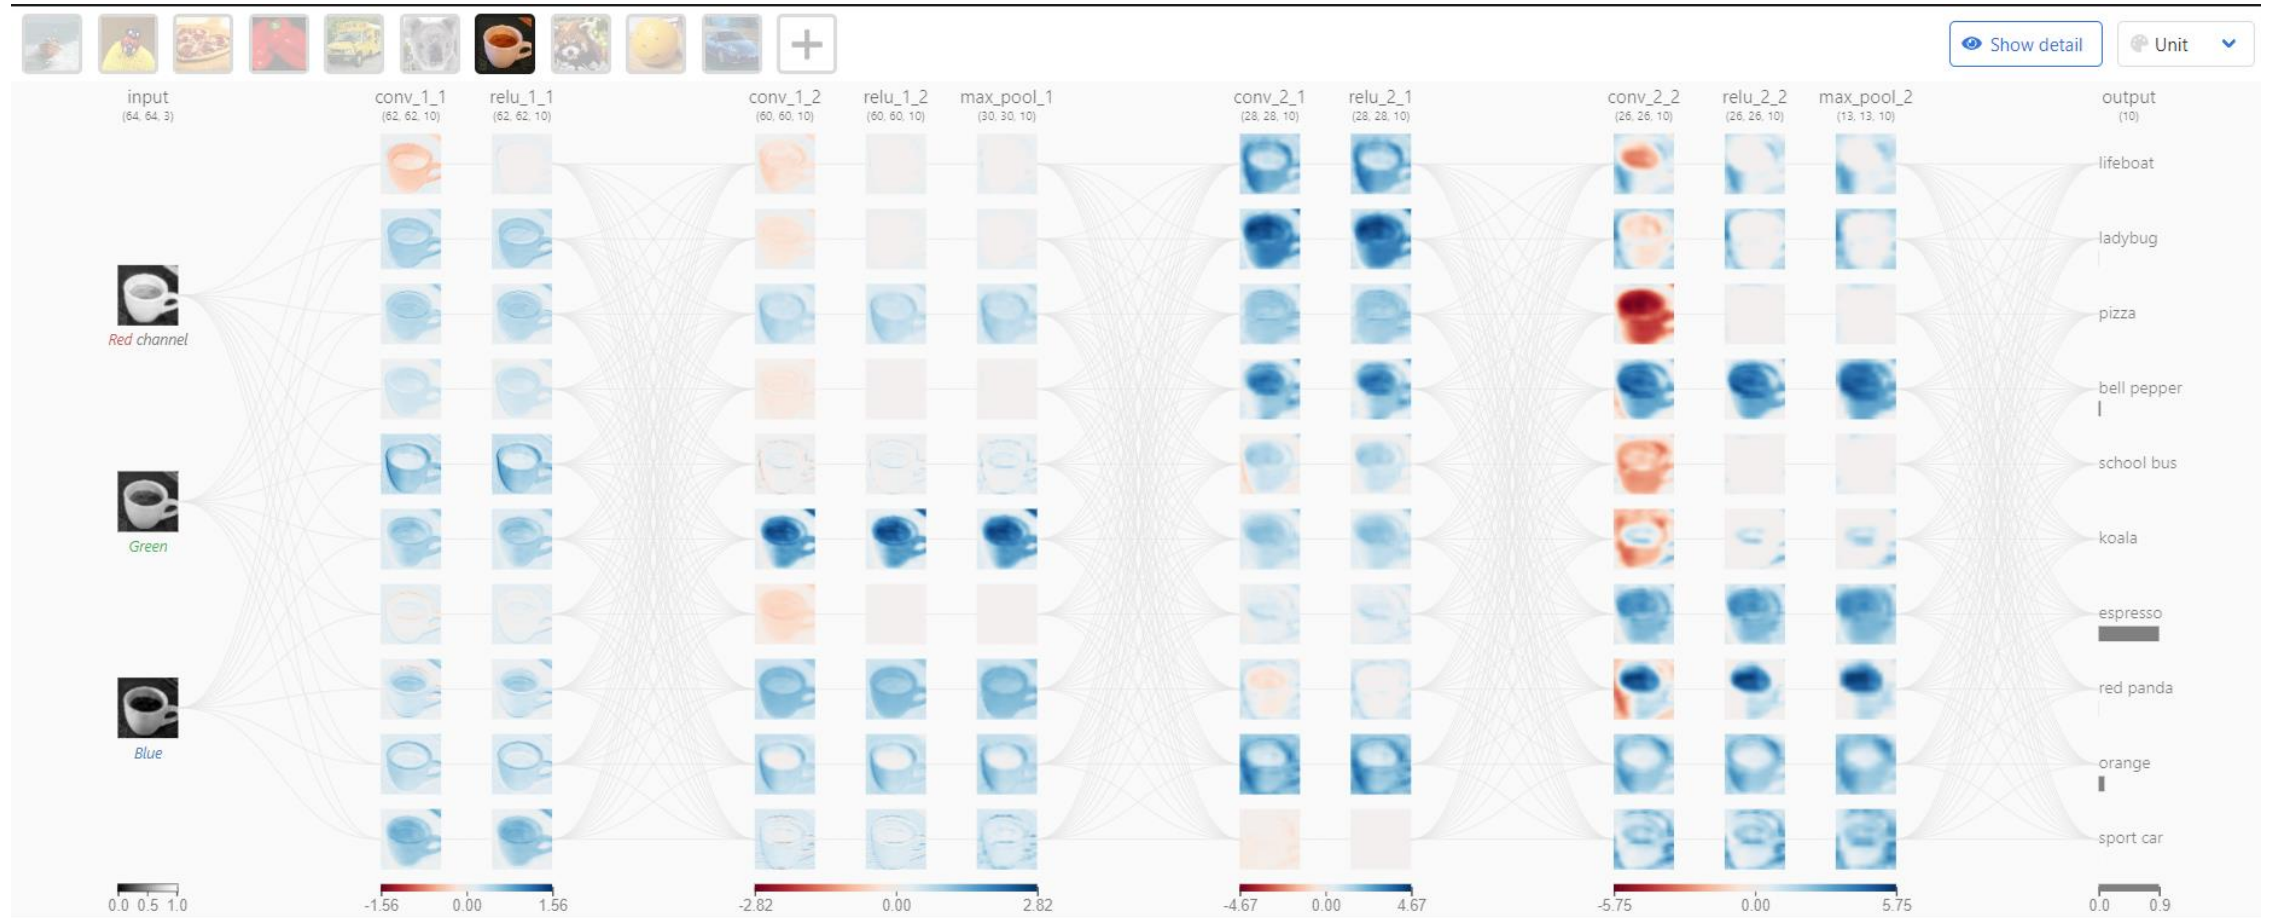 Show detail
Unit
input
(64, 64, 3)
conv_1_1
(62, 62, 10)
relu_1_1
(62, 62, 10)
conv_1_2
(60, 60, 10)
relu_1_2
(60, 60, 10)
max_pool_1
(30, 30, 10)
conv_2_1
(28, 28, 10)
relu_2_1
(28, 28, 10)
conv_2_2
(26, 26, 10)
relu_2_2
(26, 26, 10)
max_pool_2
(13, 13, 10)
output
(10)
Red channel
Green
Blue
lifeboat
ladybug
pizza
bell pepper
school bus
koala
espresso
red panda
orange
sport car
0.0 0.5 1.0
-1.56 0.00 1.56
-2.82 0.00 2.82
-4.67 0.00 4.67
-5.75 0.00 5.75
0.0 0.9